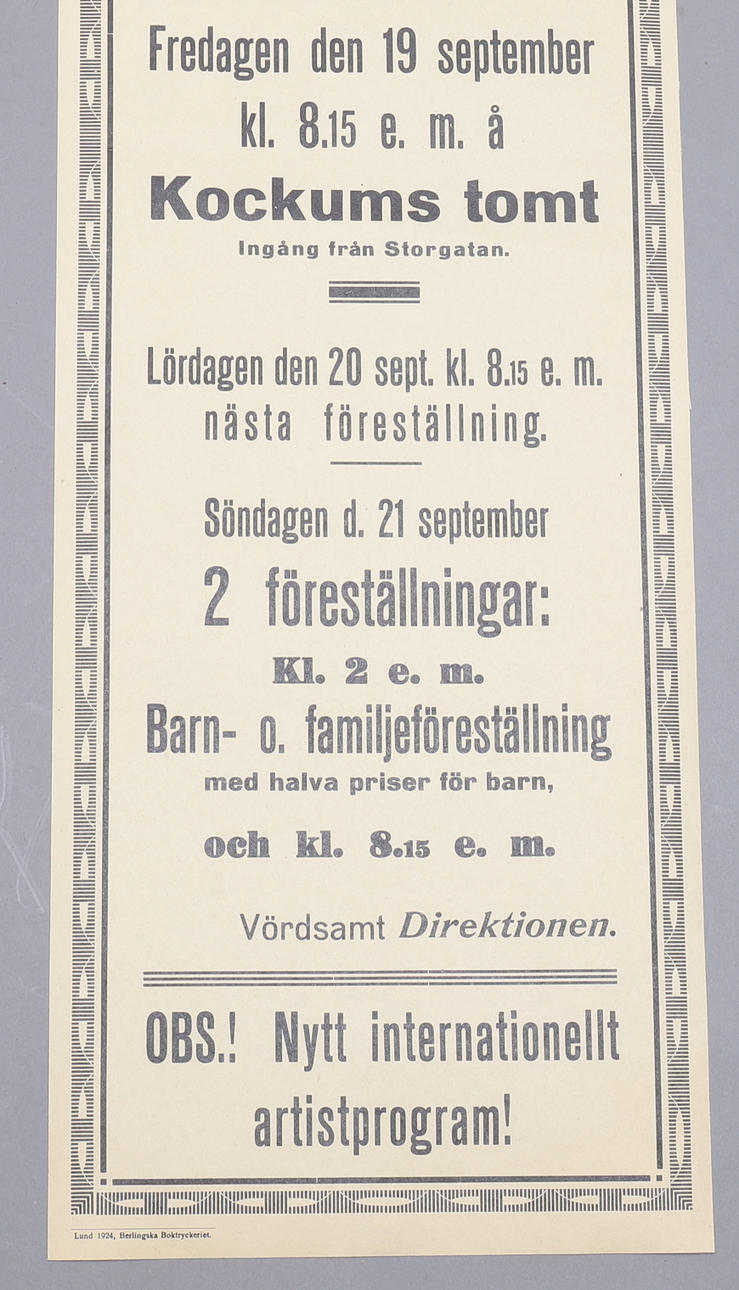 Fredagen den 19 september
kl. 8.15 e. m. å
Kockums tomt
Ingång från Storgatan.
Lördagen den 20 sept. kl. 8.15 e. m.
nästa föreställning.
Söndagen d. 21 september
2 föreställningar:
Kl. 2 e. m.
Barn- o. familjeföreställning
med halva priser för barn,
och kl. 8.15 e. m.
Vördsamt Direktionen.
OBS.! Nytt internationellt
artistprogram!
Lund 1924, Berlingska Boktryckeriet.